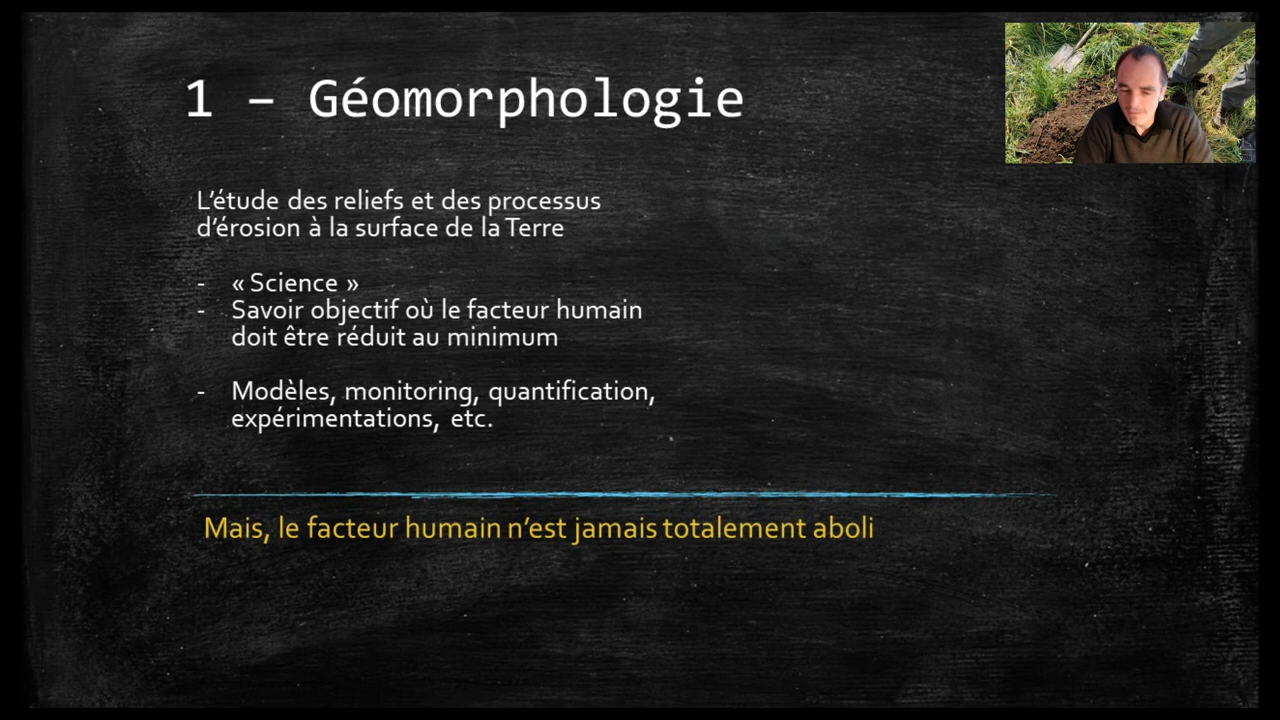 1 – Géomorphologie
L’étude des reliefs et des processus
d’érosion à la surface de la Terre
- « Science »
- Savoir objectif où le facteur humain
doit être réduit au minimum
- Modèles, monitoring, quantification,
expérimentations, etc.
Mais, le facteur humain n’est jamais totalement aboli